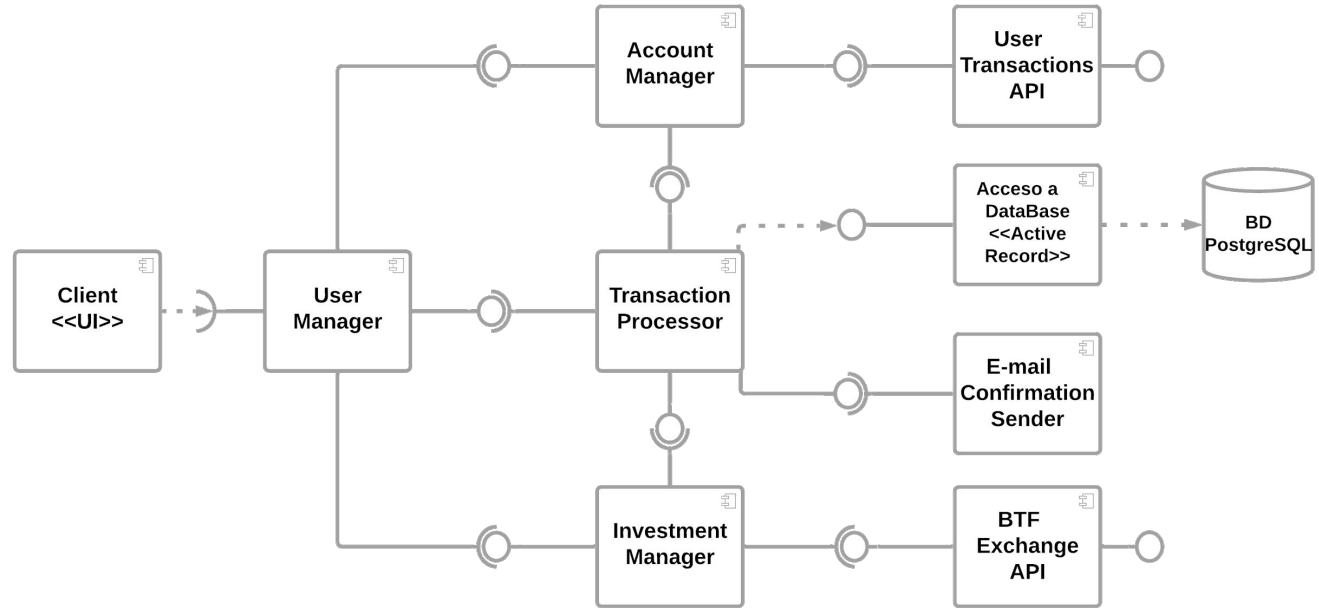 Account
Manager
User
Transactions
API
Acceso a
DataBase
<<Active
Record>>
BD
PostgreSQL
Client
<<UI>>
User
Manager
Transaction
Processor
E-mail
Confirmation
Sender
Investment
Manager
BTF
Exchange
API